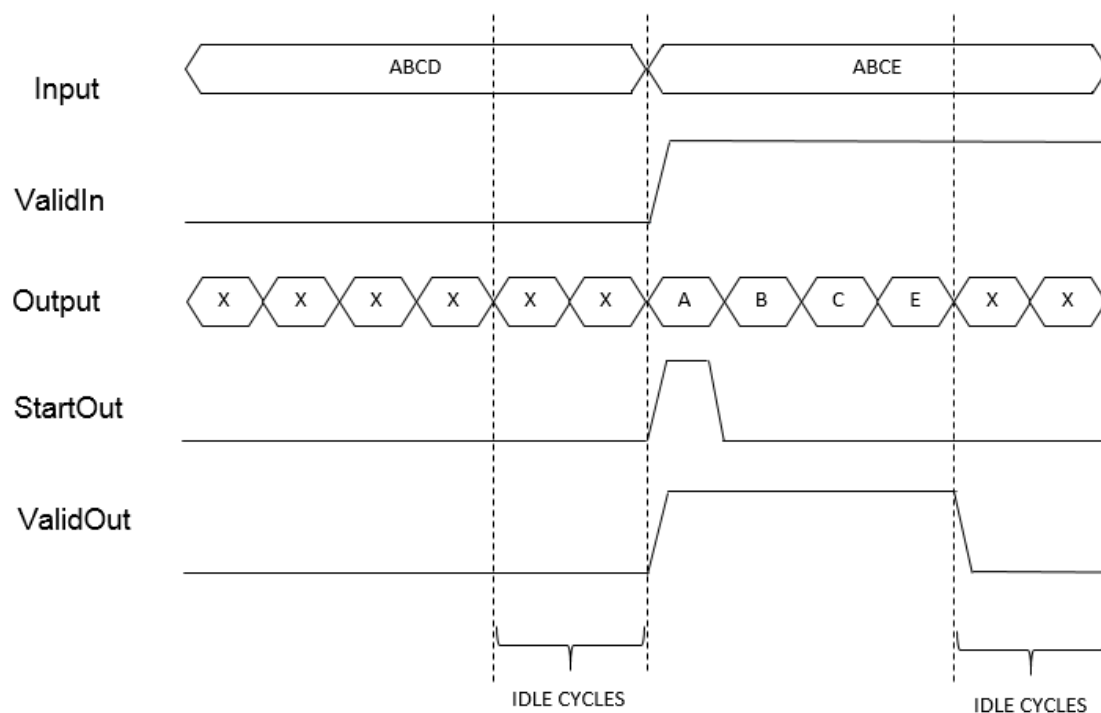 ABCD ABCE
Input
ValidIn
Output X X X X X X A B C E X X
StartOut
ValidOut
IDLE CYCLES IDLE CYCLES